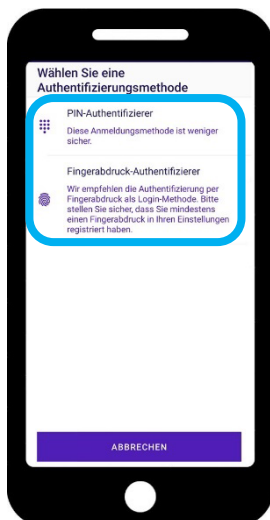 Wählen Sie eine
Authentifizierungsmethode
PIN-Authentifizierer
Diese Anmeldungsmethode ist weniger
sicher.
Fingerabdruck-Authentifizierer
Wir empfehlen die Authentifizierung per
Fingerabdruck als Login-Methode. Bitte
stellen Sie sicher, dass Sie mindestens
einen Fingerabdruck in Ihren Einstellungen
registriert haben.
ABBRECHEN